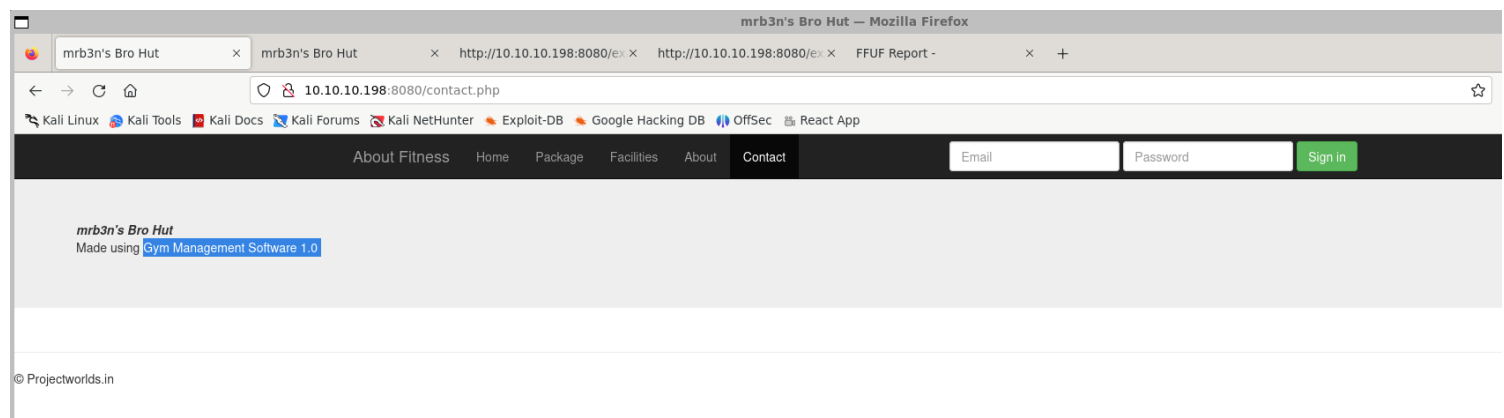 mrb3n's Bro Hut — Mozilla Firefox
mrb3n's Bro Hut × mrb3n's Bro Hut × http://10.10.10.198:8080/ex × http://10.10.10.198:8080/ex × FFUF Report - × +
10.10.10.198:8080/contact.php
Kali Linux Kali Tools Kali Docs Kali Forums Kali NetHunter Exploit-DB Google Hacking DB OffSec React App
About Fitness Home Package Facilities About Contact Email Password Sign in
mrb3n's Bro Hut
Made using Gym Management Software 1.0
© Projectworlds.in